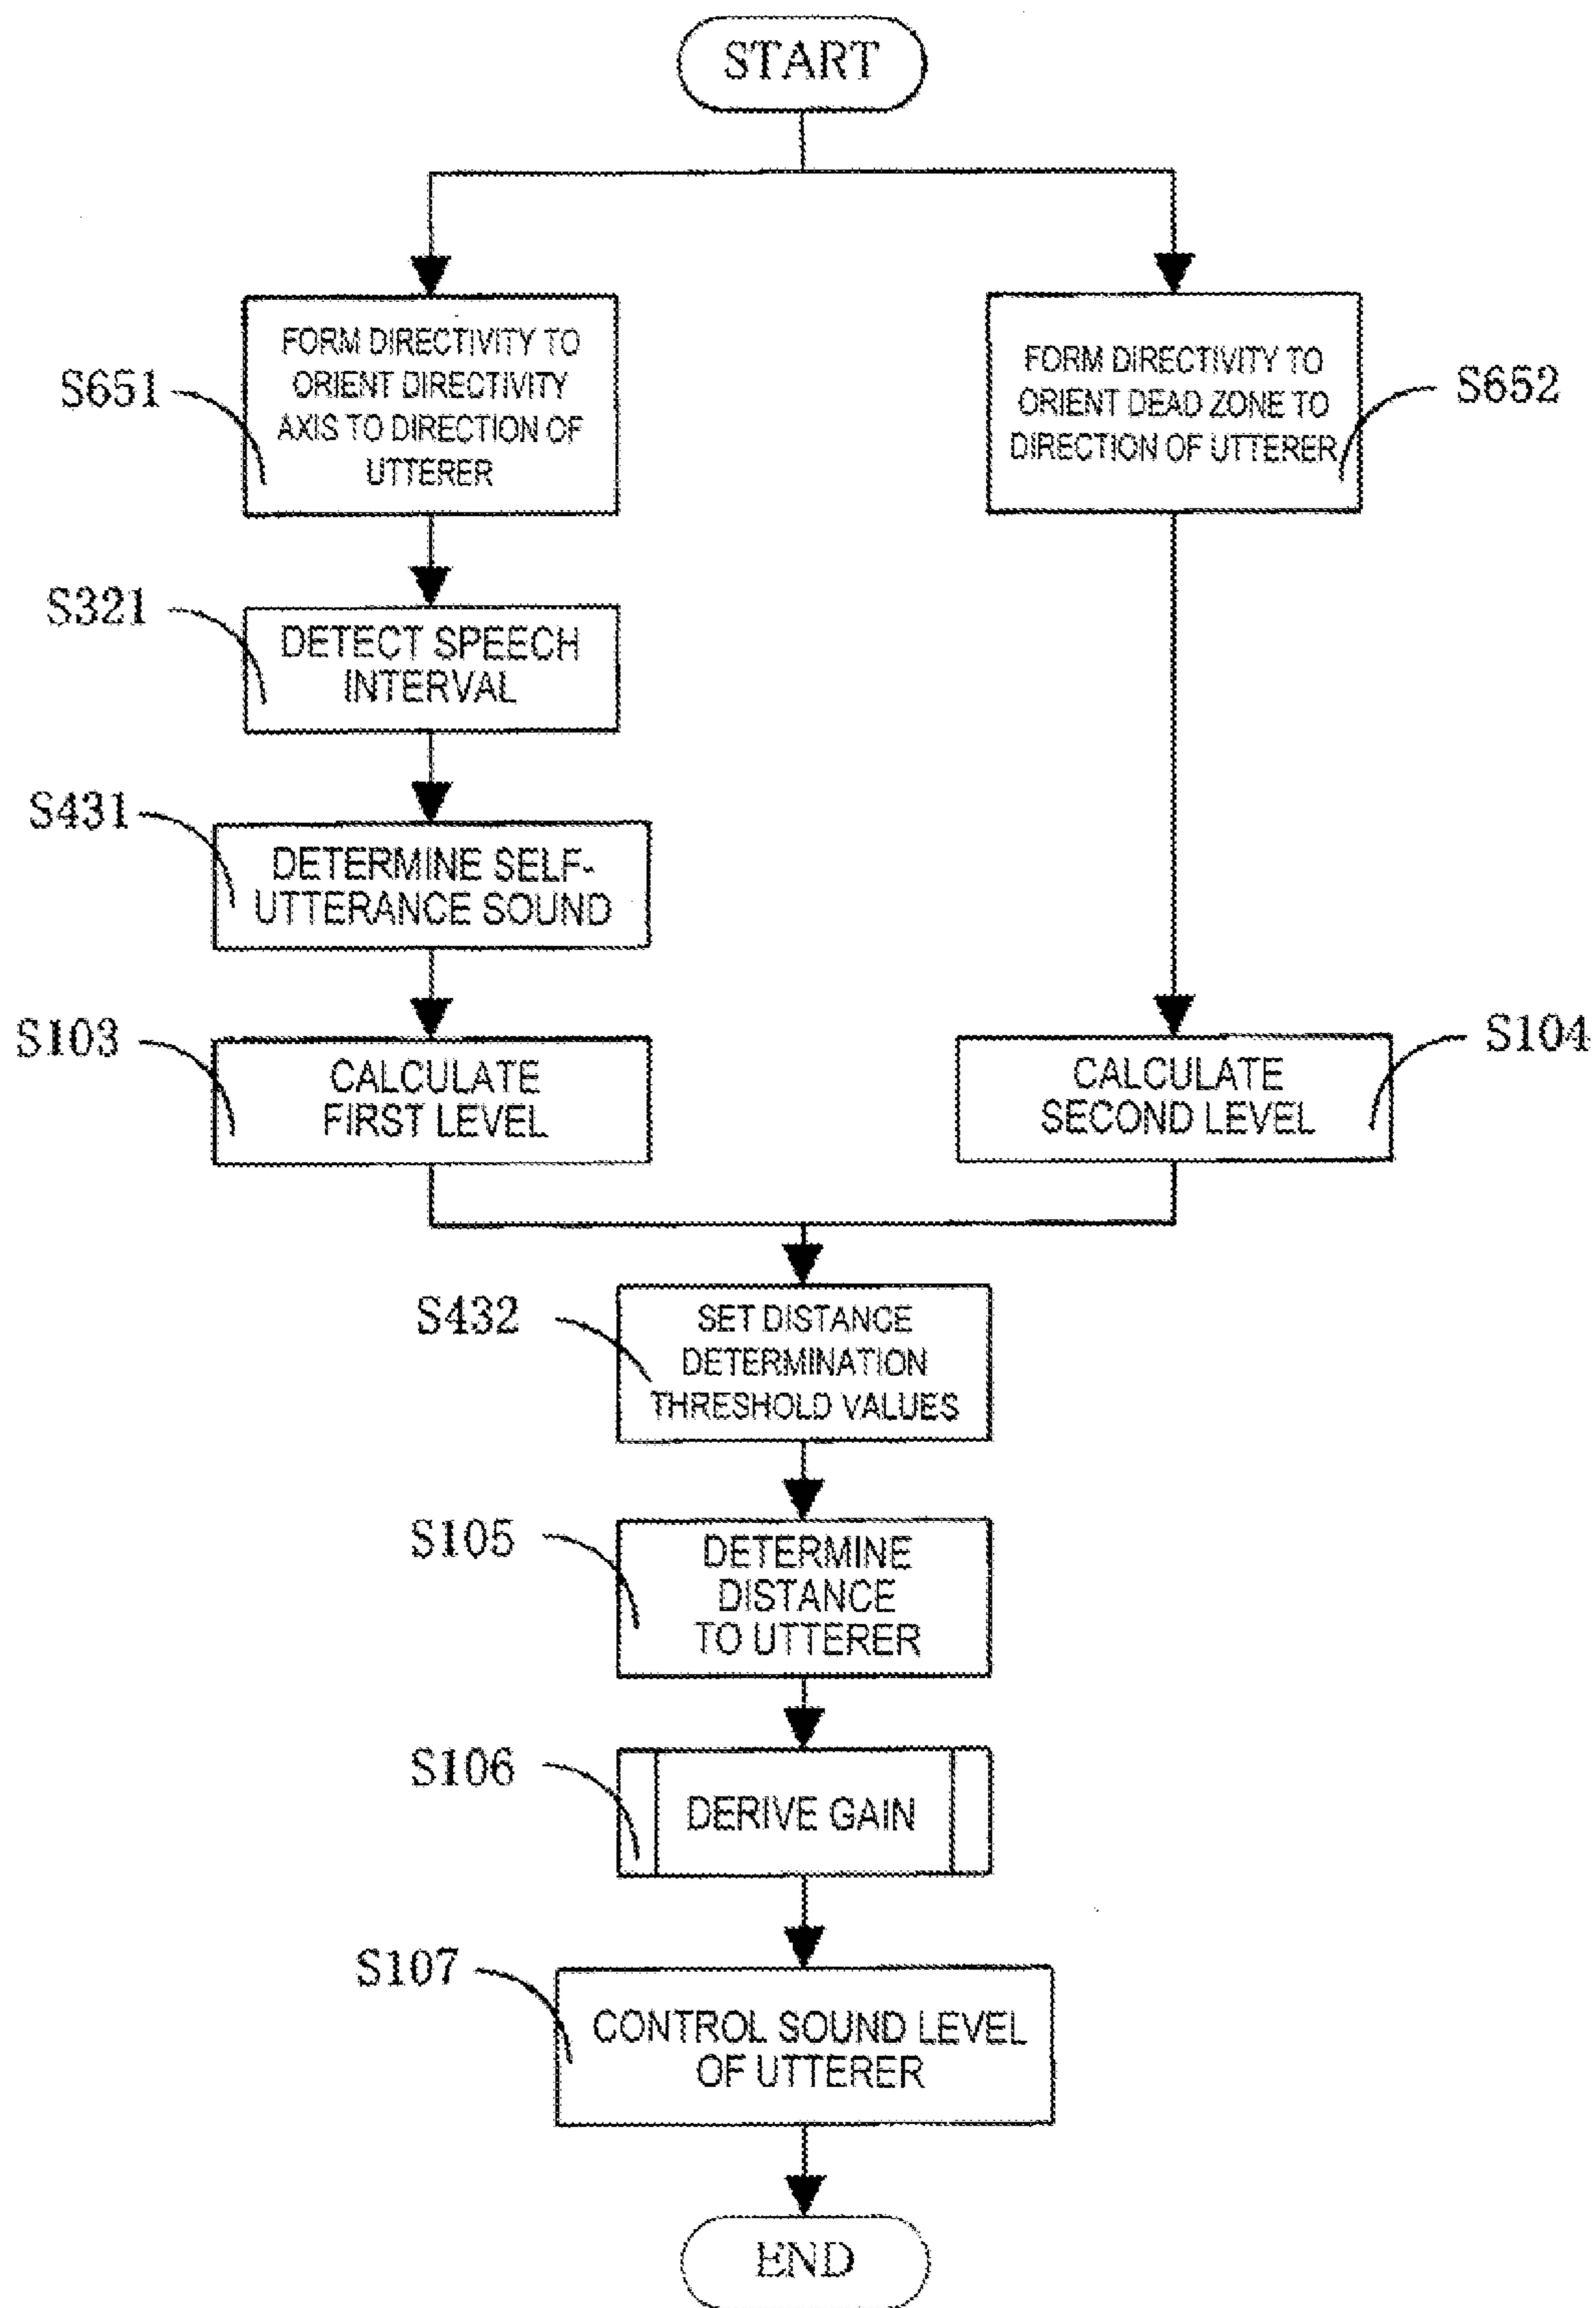 START
S651
FORM DIRECTIVITY TO
ORIENT DIRECTIVITY
AXIS TO DIRECTION OF
UTTERER
FORM DIRECTIVITY TO
ORIENT DEAD ZONE TO
DIRECTION OF UTTERER
S652
S321
DETECT SPEECH
INTERVAL
S431
DETERMINE SELF-
UTTERANCE SOUND
S103
CALCULATE
FIRST LEVEL
CALCULATE
SECOND LEVEL
S104
S432
SET DISTANCE
DETERMINATION
THRESHOLD VALUES
S105
DETERMINE
DISTANCE
TO UTTERER
S106
DERIVE GAIN
S107
CONTROL SOUND LEVEL
OF UTTERER
END